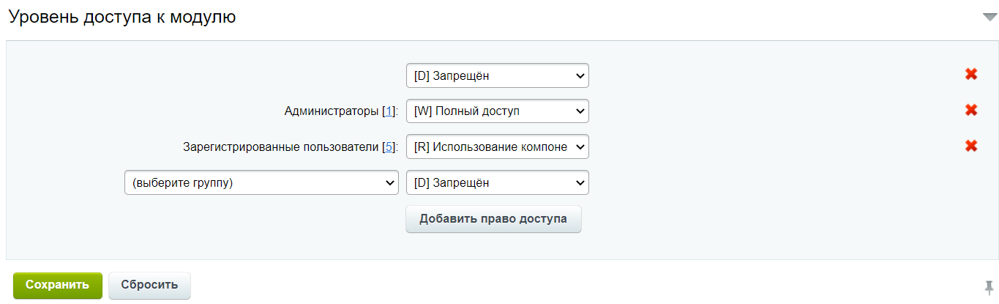 Уровень доступа к модулю
[D] Запрещён
Администраторы [1]: [W] Полный доступ
Зарегистрированные пользователи [5]: [R] Использование компоне
(выберите группу) [D] Запрещён
Добавить право доступа
Сохранить Сбросить